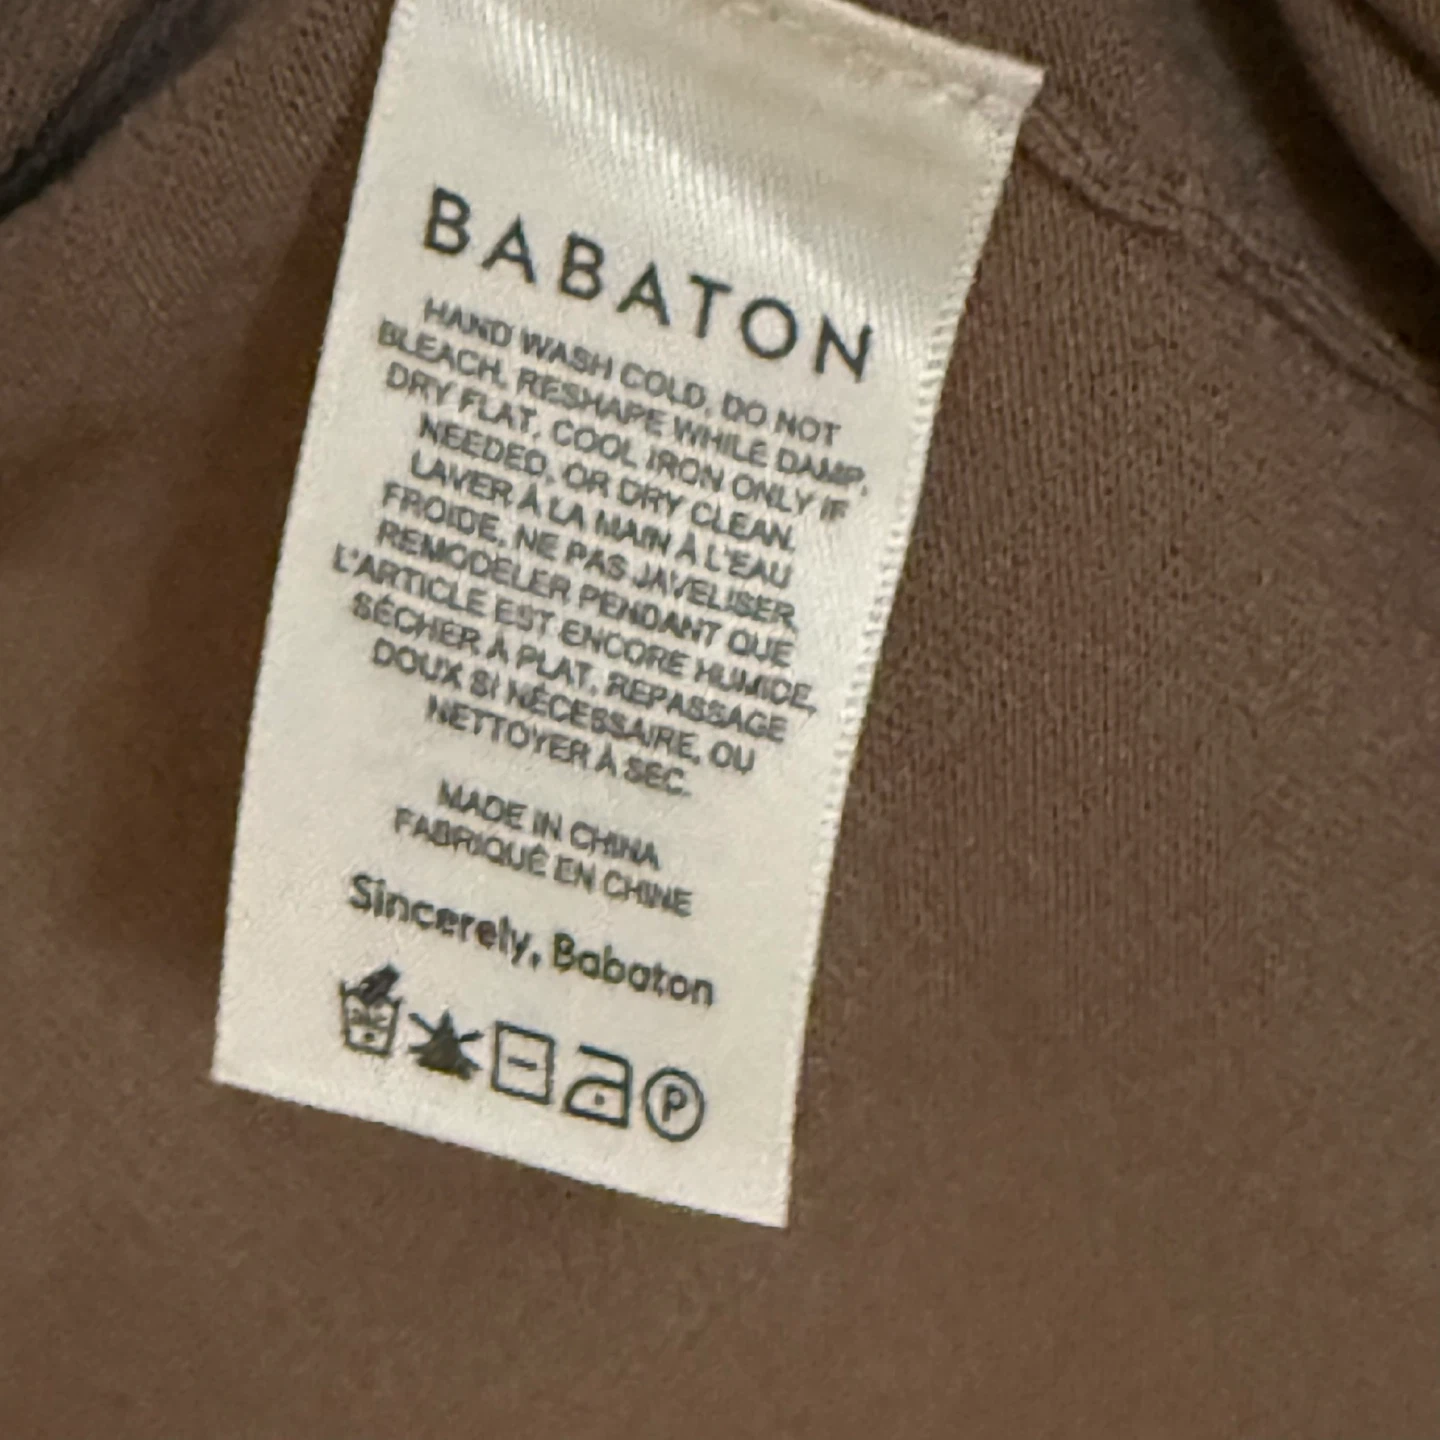 BABATON
HAND WASH COLD, DO NOT
BLEACH, RESHAPE WHILE DAMP,
DRY FLAT, COOL IRON ONLY IF
NEEDED, OR DRY CLEAN.
LAVER À LA MAIN À L'EAU
FROIDE, NE PAS JAVELISER,
REMODELER PENDANT QUE
L'ARTICLE EST ENCORE HUMIDE,
SÉCHER À PLAT, REPASSAGE
DOUX SI NÉCESSAIRE, OU
NETTOYER À SEC.
MADE IN CHINA
FABRIQUÉ EN CHINE
Sincerely, Babaton
P